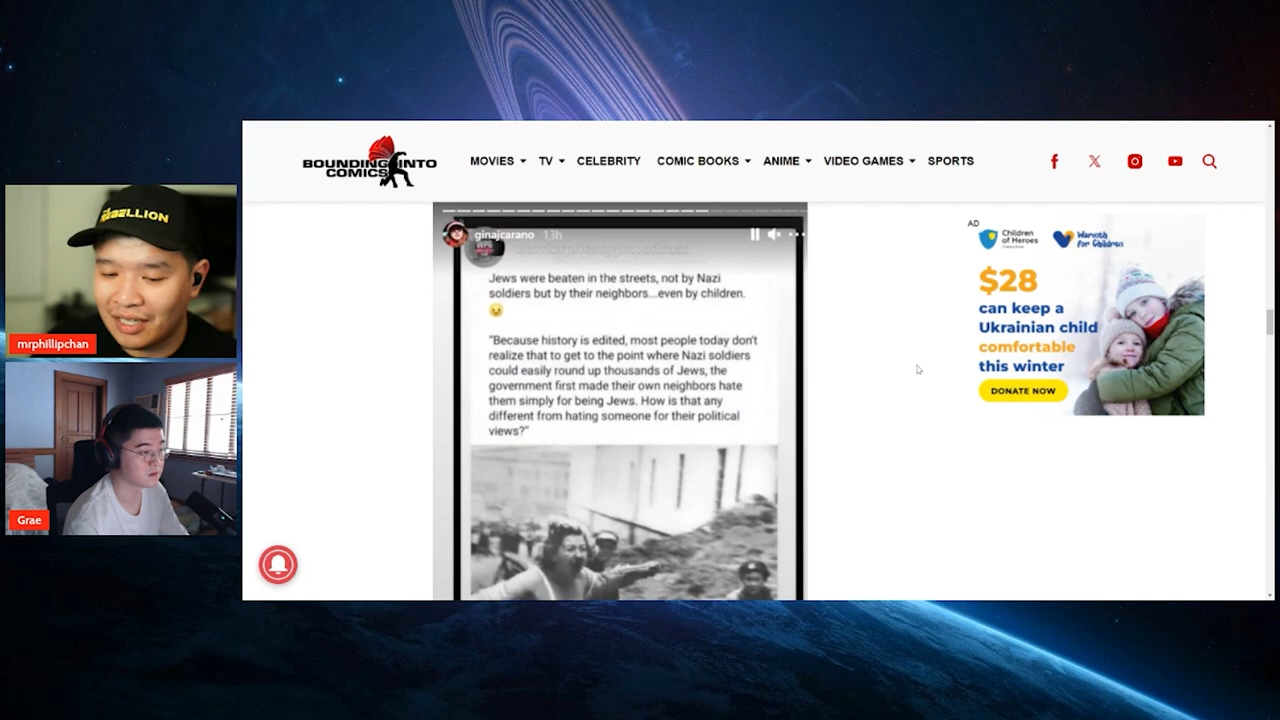 BOUNDING INTO
COMICS
MOVIES TV CELEBRITY COMIC BOOKS ANIME VIDEO GAMES SPORTS
REBELLION
mrphillipchan
Grae
ginajcarano 13h
Jews were beaten in the streets, not by Nazi
soldiers but by their neighbors...even by children.
😟
"Because history is edited, most people today don't
realize that to get to the point where Nazi soldiers
could easily round up thousands of Jews, the
government first made their own neighbors hate
them simply for being Jews. How is that any
different from hating someone for their political
views?"
AD
Children
of Heroes
Warmth
for Children
$28
can keep a
Ukrainian child
comfortable
this winter
DONATE NOW